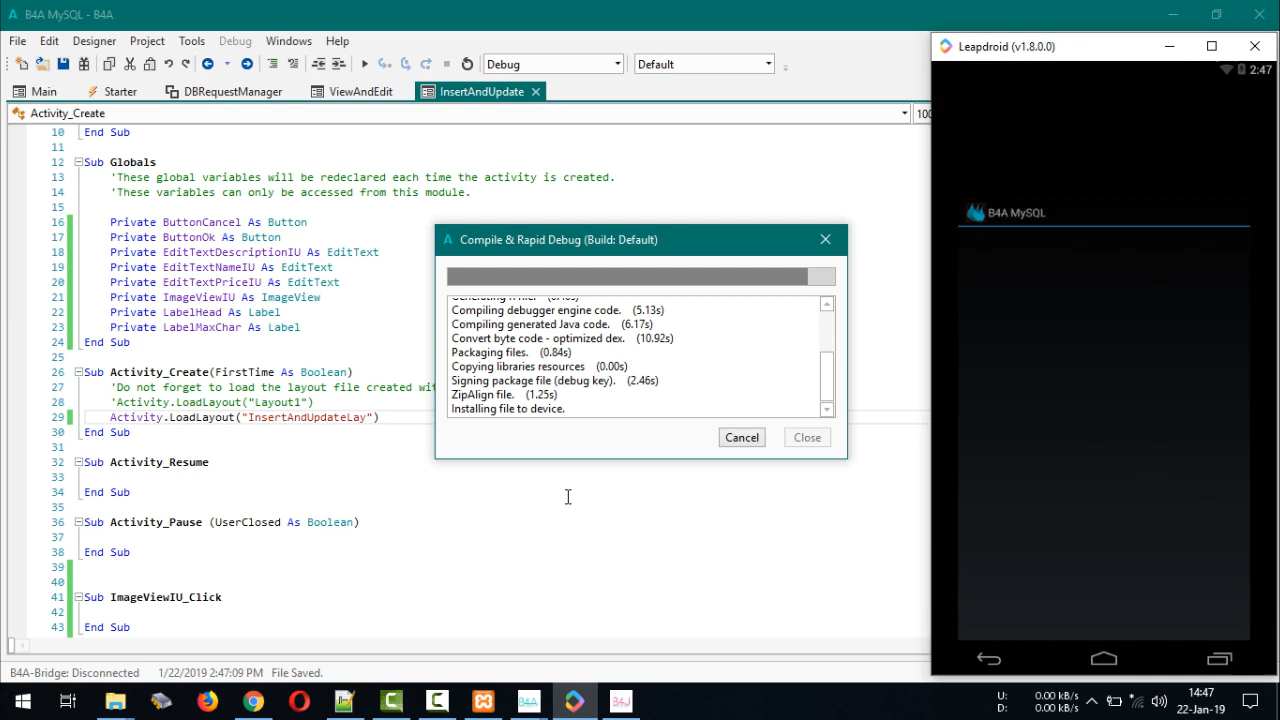 B4A MySQL - B4A
File Edit Designer Project Tools Debug Windows Help
Debug Default
Main Starter DBRequestManager ViewAndEdit InsertAndUpdate
Activity_Create
100
10 End Sub
11
12 Sub Globals
13 'These global variables will be redeclared each time the activity is created.
14 'These variables can only be accessed from this module.
15
16 Private ButtonCancel As Button
17 Private ButtonOk As Button
18 Private EditTextDescriptionIU As EditText
19 Private EditTextNameIU As EditText
20 Private EditTextPriceIU As EditText
21 Private ImageViewIU As ImageView
22 Private LabelHead As Label
23 Private LabelMaxChar As Label
24 End Sub
25
26 Sub Activity_Create(FirstTime As Boolean)
27 'Do not forget to load the layout file created wit
28 'Activity.LoadLayout("Layout1")
29 Activity.LoadLayout("InsertAndUpdateLay")
30 End Sub
31
32 Sub Activity_Resume
33
34 End Sub
35
36 Sub Activity_Pause (UserClosed As Boolean)
37
38 End Sub
39
40
41 Sub ImageViewIU_Click
42
43 End Sub
Compile & Rapid Debug (Build: Default)
Compiling debugger engine code. (5.13s)
Compiling generated Java code. (6.17s)
Convert byte code - optimized dex. (10.92s)
Packaging files. (0.84s)
Copying libraries resources (0.00s)
Signing package file (debug key). (2.46s)
ZipAlign file. (1.25s)
Installing file to device.
Cancel Close
Leapdroid (v1.8.0.0)
2:47
B4A MySQL
B4A-Bridge: Disconnected 1/22/2019 2:47:09 PM File Saved.
B4A B4J
U: 0.00 kB/s
D: 0.00 kB/s
14:47
22-Jan-19